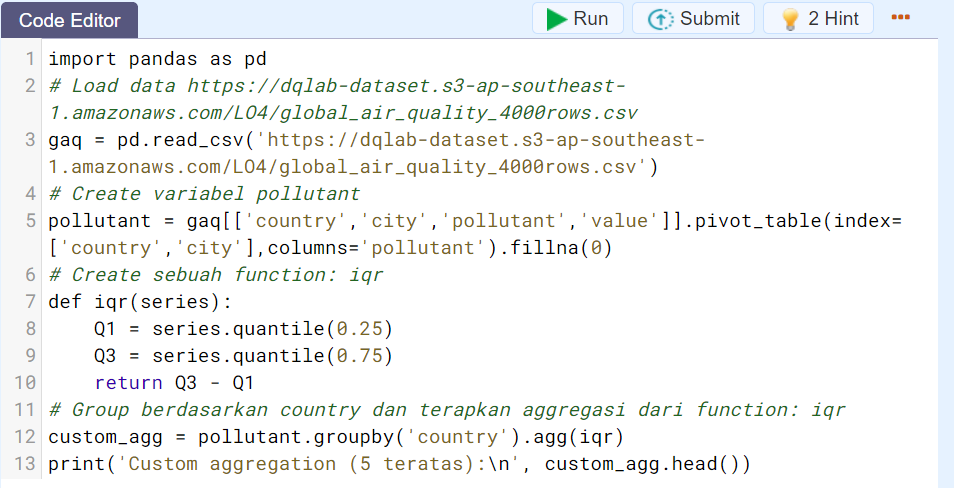 Code Editor
Run
Submit
2 Hint
1 import pandas as pd
2 # Load data https://dqlab-dataset.s3-ap-southeast-
1.amazonaws.com/LO4/global_air_quality_4000rows.csv
3 gaq = pd.read_csv('https://dqlab-dataset.s3-ap-southeast-
1.amazonaws.com/LO4/global_air_quality_4000rows.csv')
4 # Create variabel pollutant
5 pollutant = gaq[['country','city','pollutant','value']].pivot_table(index=
['country','city'],columns='pollutant').fillna(0)
6 # Create sebuah function: iqr
7 def iqr(series):
8     Q1 = series.quantile(0.25)
9     Q3 = series.quantile(0.75)
10     return Q3 - Q1
11 # Group berdasarkan country dan terapkan aggregasi dari function: iqr
12 custom_agg = pollutant.groupby('country').agg(iqr)
13 print('Custom aggregation (5 teratas):\n', custom_agg.head())